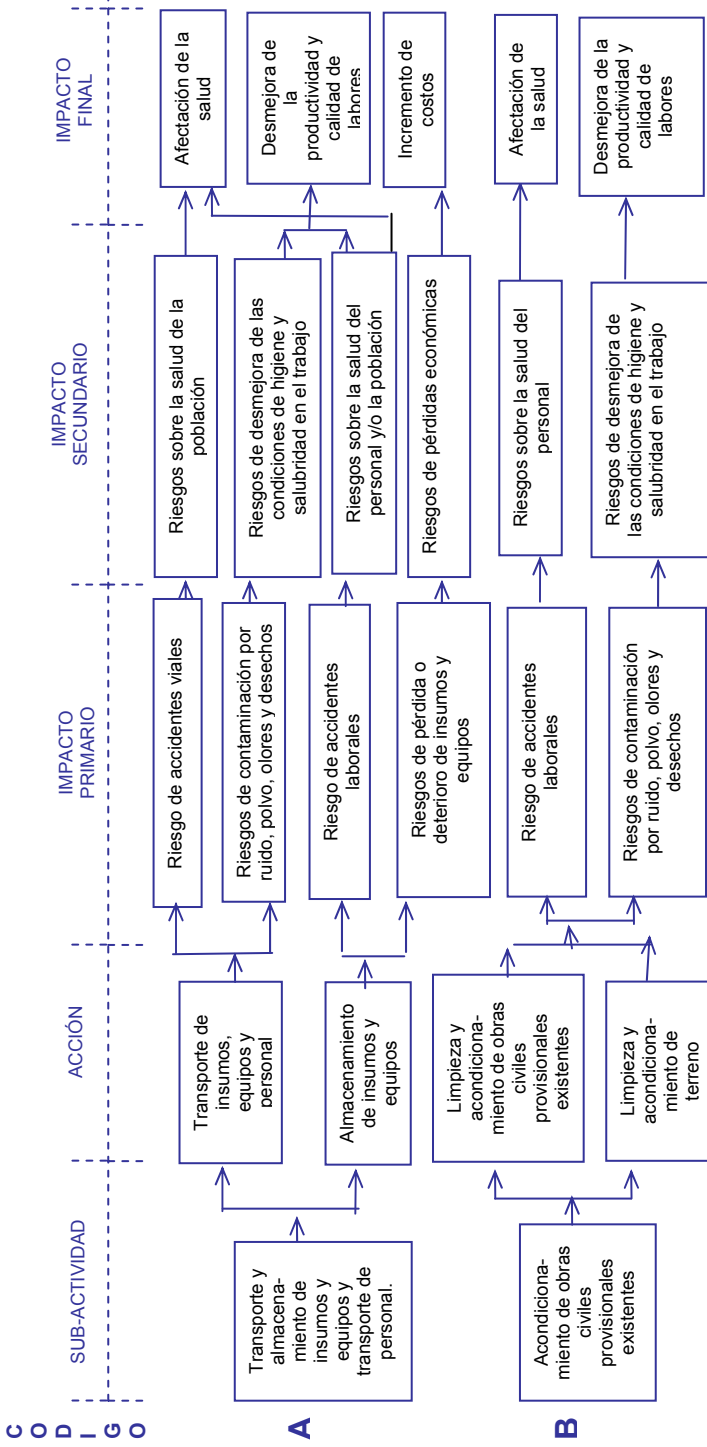 C
O
D
I
G
O
SUB-ACTIVIDAD
ACCIÓN
IMPACTO
PRIMARIO
IMPACTO
SECUNDARIO
IMPACTO
FINAL
A
Transporte y
almacena-
miento de
insumos y
equipos y
transporte de
personal.
Transporte de
insumos,
equipos y
personal
Almacenamiento
de insumos y
equipos
Riesgo de accidentes viales
Riesgos de contaminación por
ruido, polvo, olores y desechos
Riesgo de accidentes
laborales
Riesgos de pérdida o
deterioro de insumos y
equipos
Riesgos sobre la salud de la
población
Riesgos de desmejora de las
condiciones de higiene y
salubridad en el trabajo
Riesgos sobre la salud del
personal y/o la población
Riesgos de pérdidas económicas
Afectación de la
salud
Desmejora de
la
productividad y
calidad de
labores
Incremento de
costos
B
Acondiciona-
miento de obras
civiles
provisionales
existentes
Limpieza y
acondiciona-
miento de obras
civiles
provisionales
existentes
Limpieza y
acondiciona-
miento de
terreno
Riesgo de accidentes
laborales
Riesgos de contaminación
por ruido, polvo, olores y
desechos
Riesgos sobre la salud del
personal
Riesgos de desmejora de
las condiciones de higiene y
salubridad en el trabajo
Afectación de
la salud
Desmejora de la
productividad y
calidad de
labores